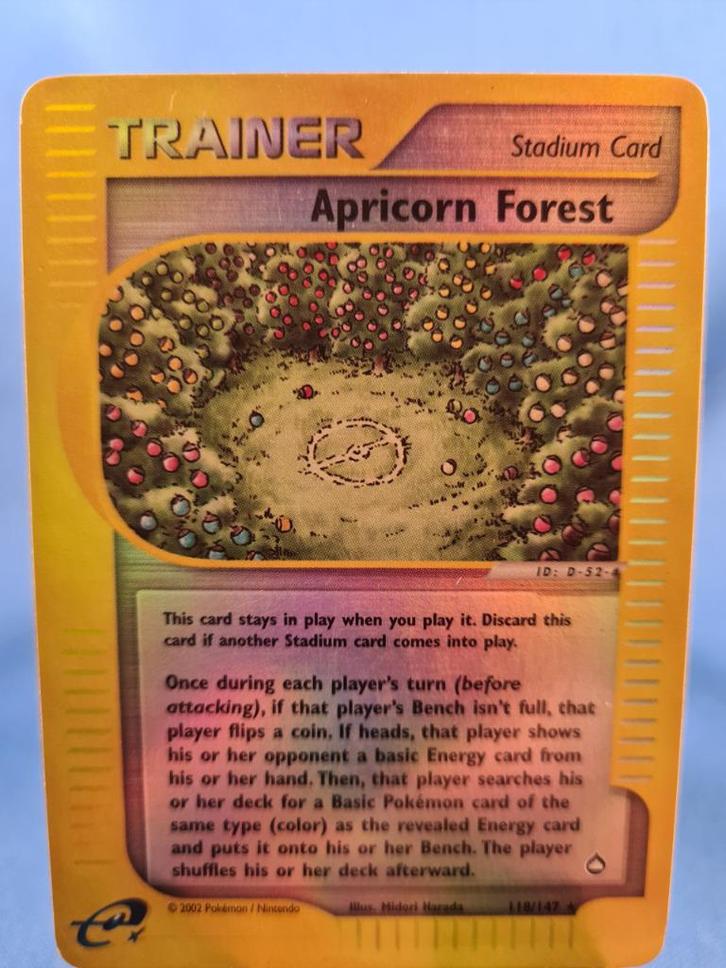 TRAINER
Stadium Card
Apricorn Forest
ID: D-52-4
This card stays in play when you play it. Discard this
card if another Stadium card comes into play.
Once during each player's turn (before
attacking), if that player's Bench isn't full, that
player flips a coin. If heads, that player shows
his or her opponent a basic Energy card from
his or her hand. Then, that player searches his
or her deck for a Basic Pokémon card of the
same type (color) as the revealed Energy card
and puts it onto his or her Bench. The player
shuffles his or her deck afterward.
© 2002 Pokémon / Nintendo
Illus. Midori Harada
118/147 ★
e